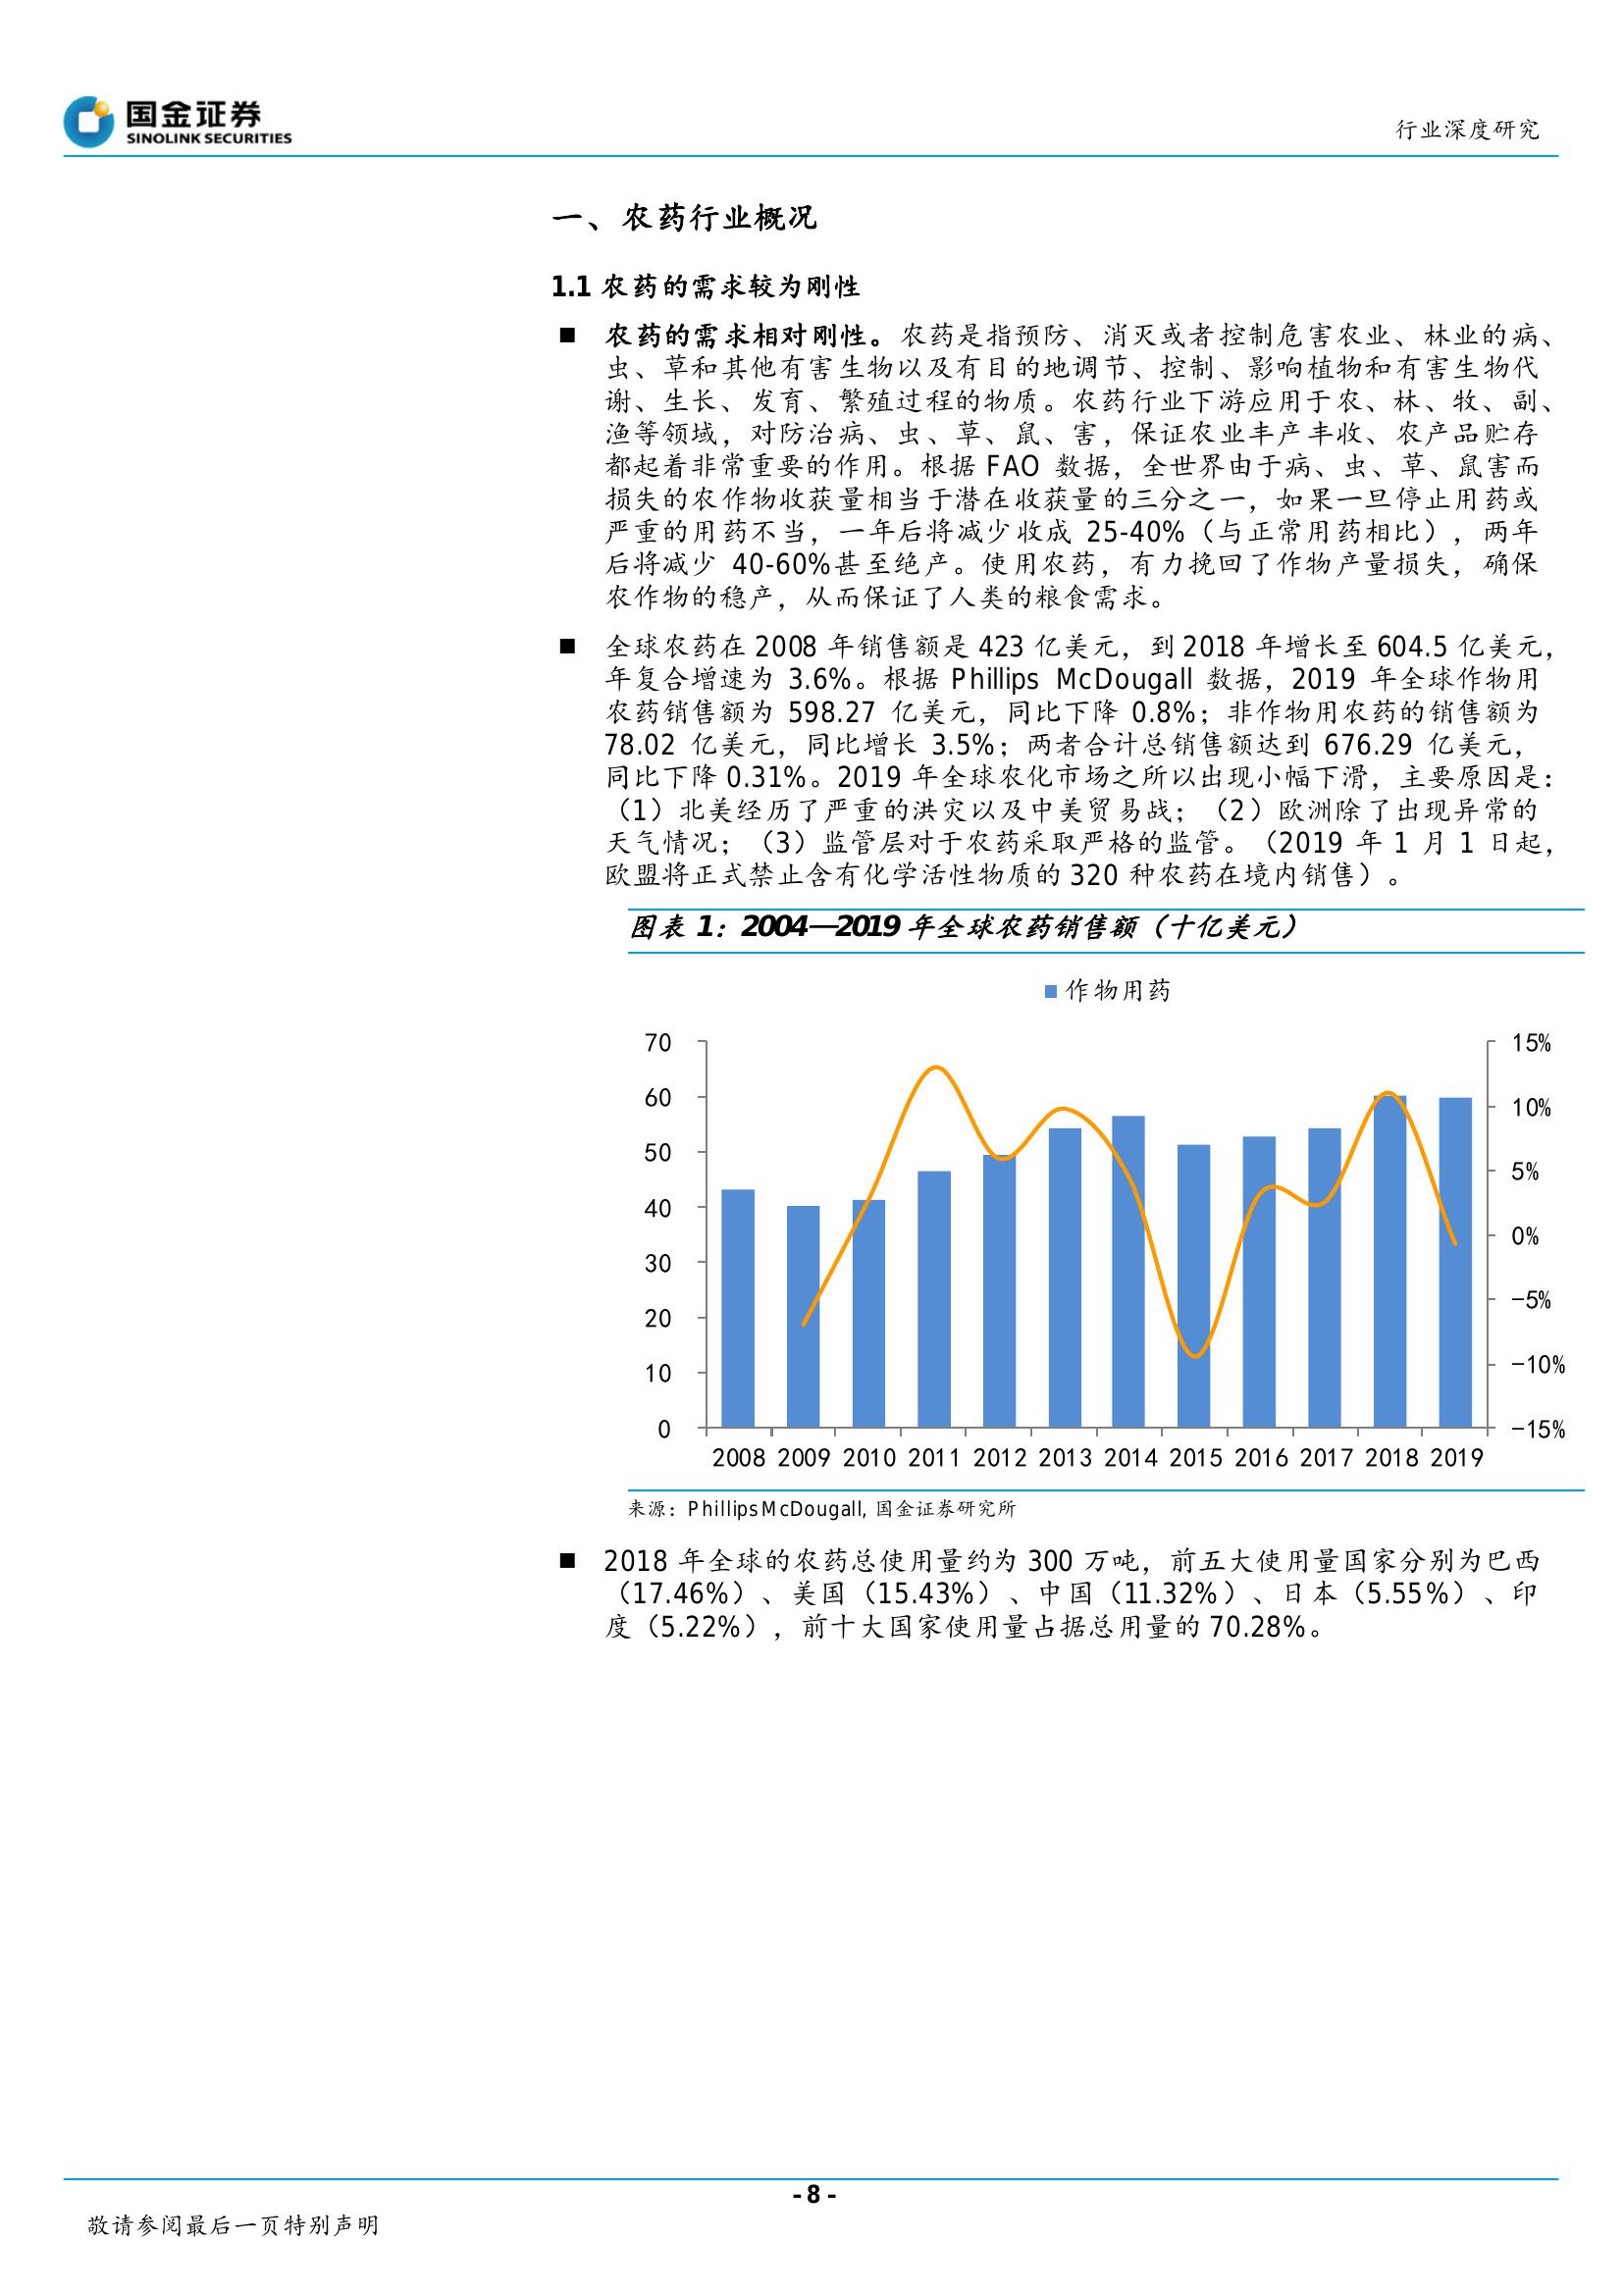 国金证券
SINOLINK SECURITIES
行业深度研究
一、农药行业概况
1.1 农药的需求较为刚性
■ 农药的需求相对刚性。农药是指预防、消灭或者控制危害农业、林业的病、
虫、草和其他有害生物以及有目的地调节、控制、影响植物和有害生物代
谢、生长、发育、繁殖过程的物质。农药行业下游应用于农、林、牧、副、
渔等领域，对防治病、虫、草、鼠、害，保证农业丰产丰收、农产品贮存
都起着非常重要的作用。根据 FAO 数据，全世界由于病、虫、草、鼠害而
损失的农作物收获量相当于潜在收获量的三分之一，如果一旦停止用药或
严重的用药不当，一年后将减少收成 25-40%（与正常用药相比），两年
后将减少 40-60%甚至绝产。使用农药，有力挽回了作物产量损失，确保
农作物的稳产，从而保证了人类的粮食需求。
■ 全球农药在 2008 年销售额是 423 亿美元，到 2018 年增长至 604.5 亿美元，
年复合增速为 3.6%。根据 Phillips McDougall 数据，2019 年全球作物用
农药销售额为 598.27 亿美元，同比下降 0.8%；非作物用农药的销售额为
78.02 亿美元，同比增长 3.5%；两者合计总销售额达到 676.29 亿美元，
同比下降 0.31%。2019 年全球农化市场之所以出现小幅下滑，主要原因是：
（1）北美经历了严重的洪灾以及中美贸易战；（2）欧洲除了出现异常的
天气情况；（3）监管层对于农药采取严格的监管。（2019 年 1 月 1 日起，
欧盟将正式禁止含有化学活性物质的 320 种农药在境内销售）。
图表 1：2004—2019 年全球农药销售额（十亿美元）
作物用药
70
60
50
40
30
20
10
0
15%
10%
5%
0%
-5%
-10%
-15%
2008 2009 2010 2011 2012 2013 2014 2015 2016 2017 2018 2019
来源：Phillips McDougall, 国金证券研究所
■ 2018 年全球的农药总使用量约为 300 万吨，前五大使用量国家分别为巴西
（17.46%）、美国（15.43%）、中国（11.32%）、日本（5.55%）、印
度（5.22%），前十大国家使用量占据总用量的 70.28%。
- 8 -
敬请参阅最后一页特别声明